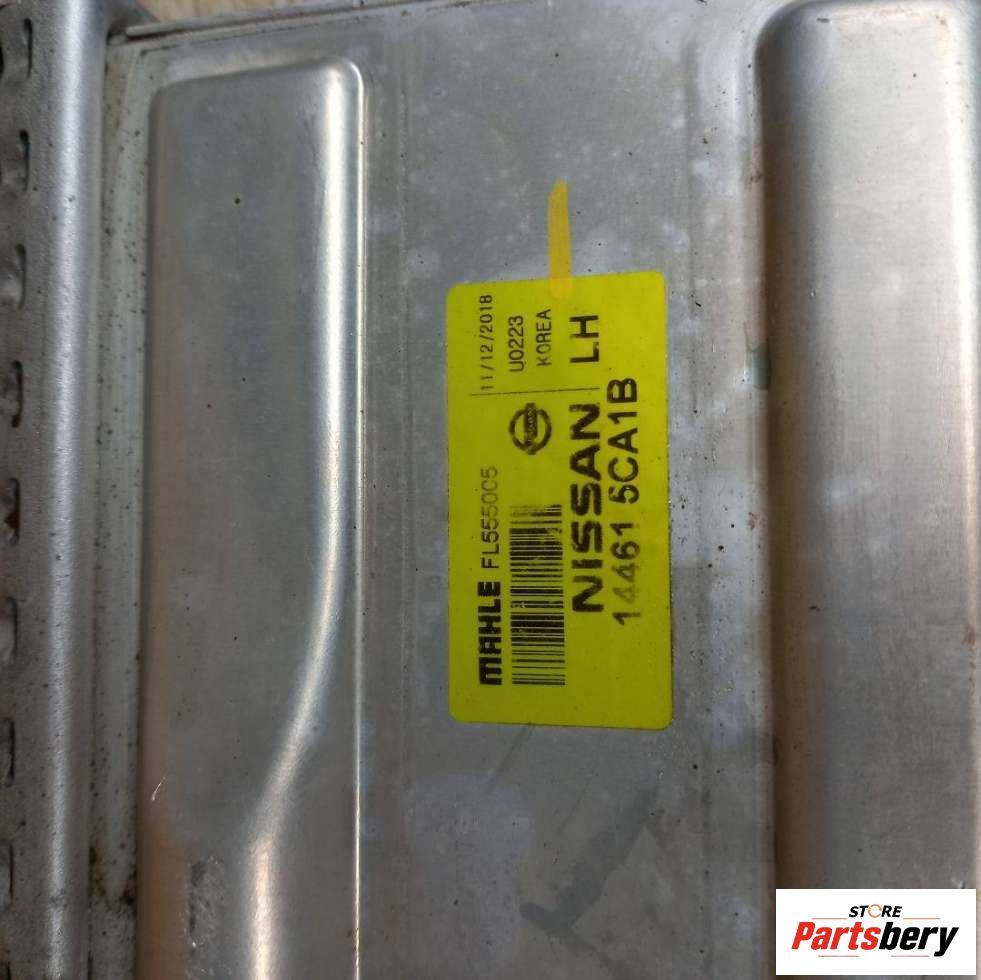 MAHLE FL555005 11/12/2018
U0223
KOREA
NISSAN LH
14461 5CA1B
STORE
Partsbery